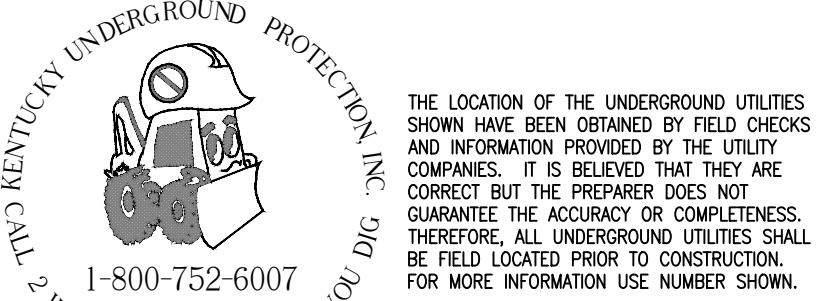 KENTUCKY UNDERGROUND PROTECTION, INC.
CALL 2
YOU DIG
1-800-752-6007
THE LOCATION OF THE UNDERGROUND UTILITIES
SHOWN HAVE BEEN OBTAINED BY FIELD CHECKS
AND INFORMATION PROVIDED BY THE UTILITY
COMPANIES. IT IS BELIEVED THAT THEY ARE
CORRECT BUT THE PREPARER DOES NOT
GUARANTEE THE ACCURACY OR COMPLETENESS.
THEREFORE, ALL UNDERGROUND UTILITIES SHALL
BE FIELD LOCATED PRIOR TO CONSTRUCTION.
FOR MORE INFORMATION USE NUMBER SHOWN.